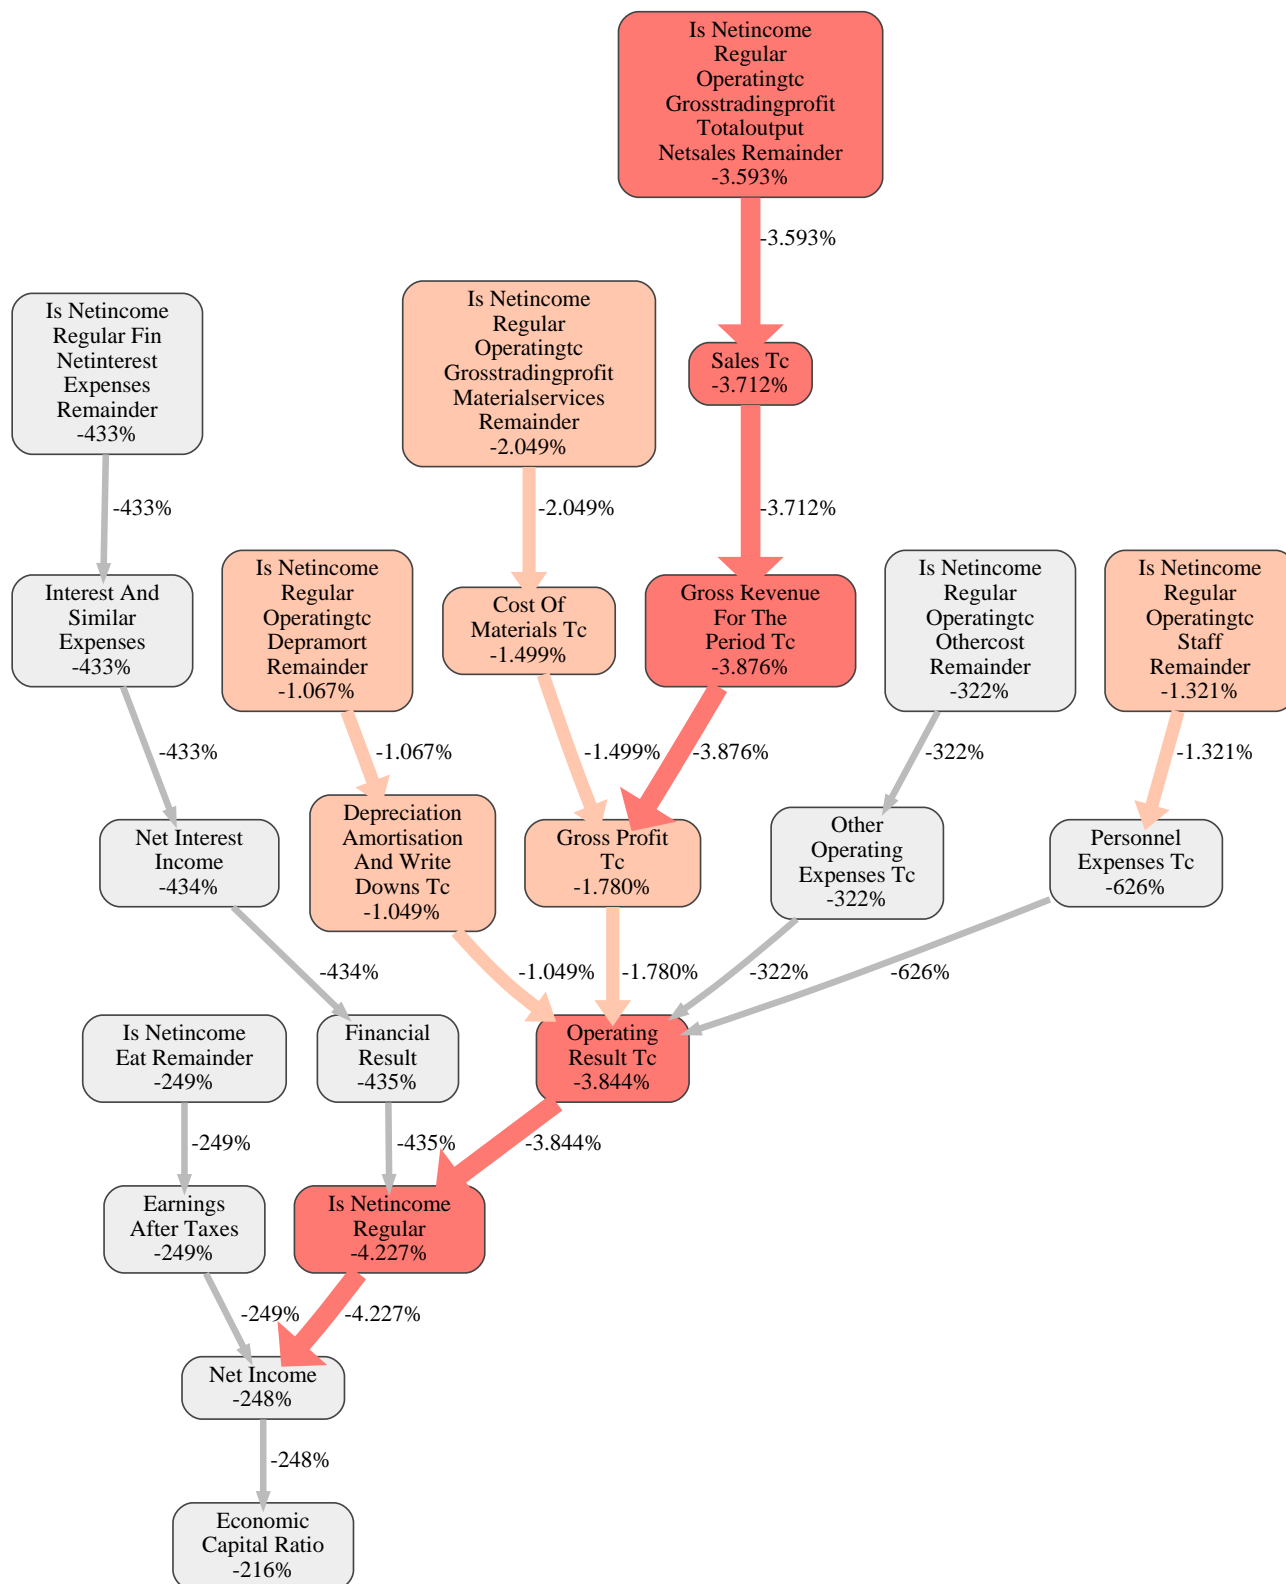 Is Netincome
Regular
Operatingtc
Grosstradingprofit
Totaloutput
Netsales Remainder
-3.593%
-3.593%
Is Netincome
Regular Fin
Netinterest
Expenses
Remainder
-433%
Is Netincome
Regular
Operatingtc
Grosstradingprofit
Materialservices
Remainder
-2.049%
Sales Tc
-3.712%
-433%
-2.049%
-3.712%
Interest And
Similar
Expenses
-433%
Is Netincome
Regular
Operatingtc
Depramort
Remainder
-1.067%
Cost Of
Materials Tc
-1.499%
Gross Revenue
For The
Period Tc
-3.876%
Is Netincome
Regular
Operatingtc
Othercost
Remainder
-322%
Is Netincome
Regular
Operatingtc
Staff
Remainder
-1.321%
-433%
-1.067%
-1.499%
-3.876%
-322%
-1.321%
Net Interest
Income
-434%
Depreciation
Amortisation
And Write
Downs Tc
-1.049%
Gross Profit
Tc
-1.780%
Other
Operating
Expenses Tc
-322%
Personnel
Expenses Tc
-626%
-434%
-1.049%
-1.780%
-322%
-626%
Is Netincome
Eat Remainder
-249%
Financial
Result
-435%
Operating
Result Tc
-3.844%
-249%
-435%
-3.844%
Earnings
After Taxes
-249%
Is Netincome
Regular
-4.227%
-249%
-4.227%
Net Income
-248%
-248%
Economic
Capital Ratio
-216%